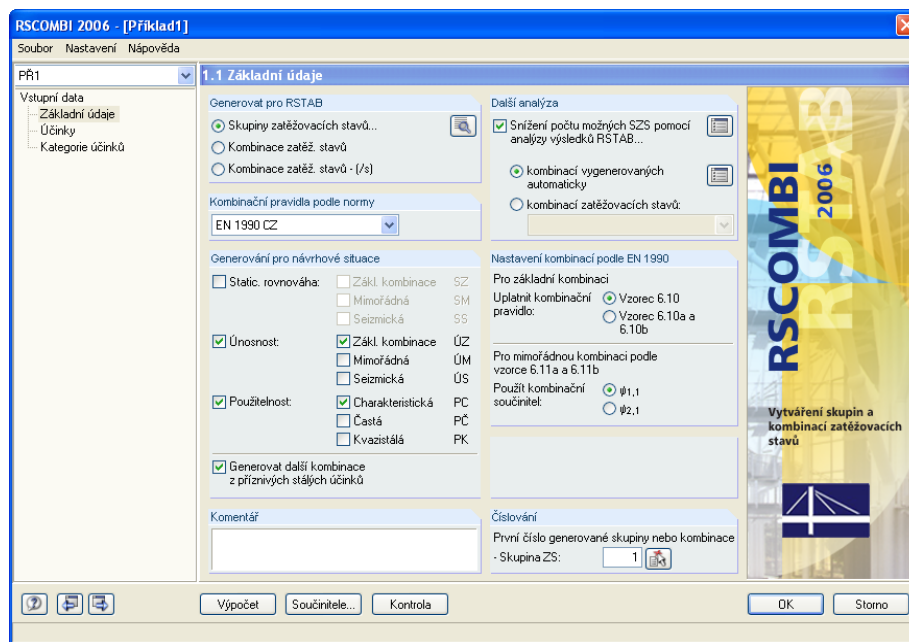 RSCOMBI 2006 - [Příklad1]
Soubor Nastavení Nápověda
PŘ1
Vstupní data
Základní údaje
Účinky
Kategorie účinků
1.1 Základní údaje
Generovat pro RSTAB
Skupiny zatěžovacích stavů...
Kombinace zatěž. stavů
Kombinace zatěž. stavů - (/s)
Kombinační pravidla podle normy
EN 1990 CZ
Generování pro návrhové situace
Static. rovnováha: Zákl. kombinace SZ
Mimořádná SM
Seizmická SS
Únosnost: Zákl. kombinace ÚZ
Mimořádná ÚM
Seizmická ÚS
Použitelnost: Charakteristická PC
Častá PČ
Kvazistálá PK
Generovat další kombinace
z příznivých stálých účinků
Komentář
Další analýza
Snížení počtu možných SZS pomocí
analýzy výsledků RSTAB...
kombinací vygenerovaných
automaticky
kombinací zatěžovacích stavů:
Nastavení kombinací podle EN 1990
Pro základní kombinaci
Uplatnit kombinační
pravidlo:
Vzorec 6.10
Vzorec 6.10a a
6.10b
Pro mimořádnou kombinaci podle
vzorce 6.11a a 6.11b
Použít kombinační
součinitel:
ψ1,1
ψ2,1
Číslování
První číslo generované skupiny nebo kombinace
- Skupina ZS: 1
RSTAB
RSCOMBI
2006
Vytváření skupin a
kombinací zatěžovacích
stavů
Výpočet Součinitele... Kontrola OK Storno